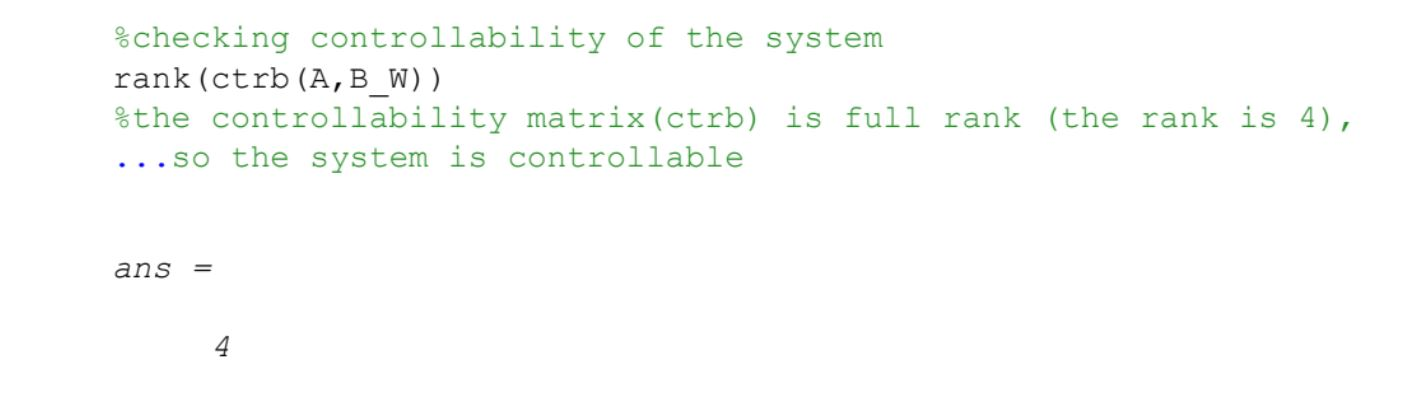 %checking controllability of the system
rank(ctrb(A,B_W))
%the controllability matrix(ctrb) is full rank (the rank is 4),
...so the system is controllable
ans =
4